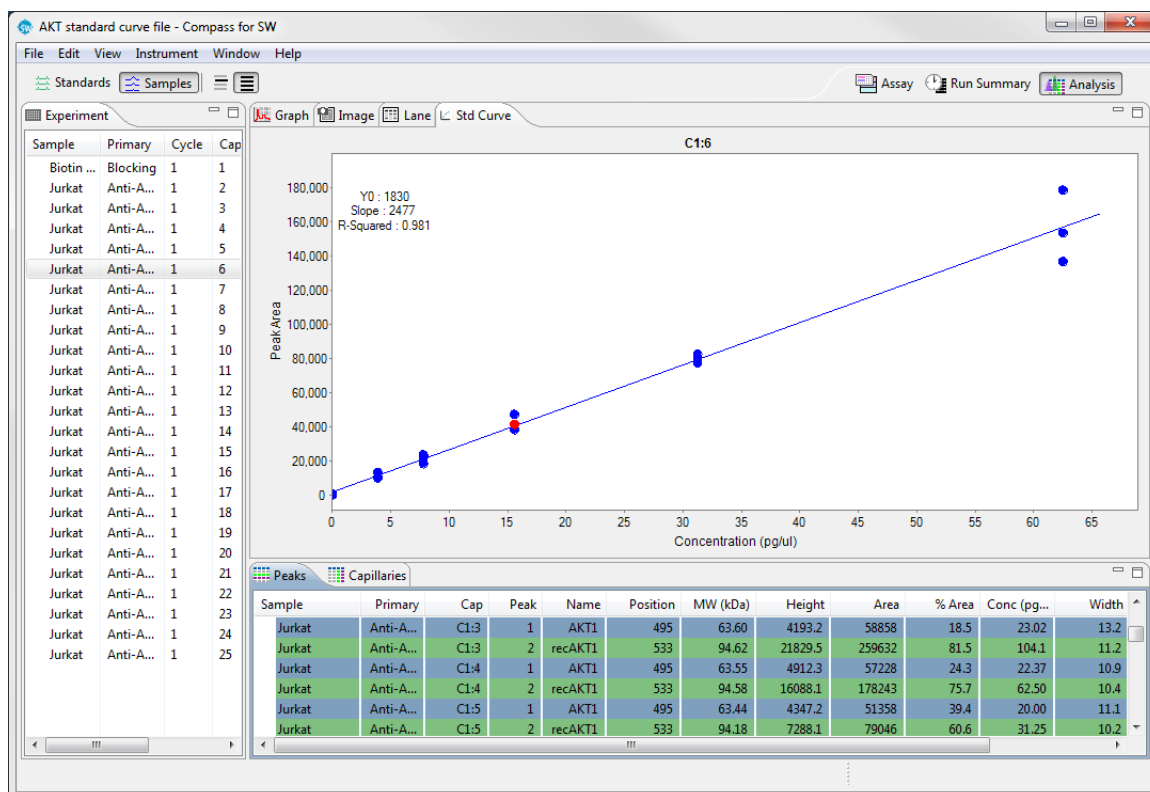 AKT standard curve file - Compass for SW
File Edit View Instrument Window Help
Standards Samples Assay Run Summary Analysis
Experiment
Sample Primary Cycle Cap
Biotin ... Blocking 1 1
Jurkat Anti-A... 1 2
Jurkat Anti-A... 1 3
Jurkat Anti-A... 1 4
Jurkat Anti-A... 1 5
Jurkat Anti-A... 1 6
Jurkat Anti-A... 1 7
Jurkat Anti-A... 1 8
Jurkat Anti-A... 1 9
Jurkat Anti-A... 1 10
Jurkat Anti-A... 1 11
Jurkat Anti-A... 1 12
Jurkat Anti-A... 1 13
Jurkat Anti-A... 1 14
Jurkat Anti-A... 1 15
Jurkat Anti-A... 1 16
Jurkat Anti-A... 1 17
Jurkat Anti-A... 1 18
Jurkat Anti-A... 1 19
Jurkat Anti-A... 1 20
Jurkat Anti-A... 1 21
Jurkat Anti-A... 1 22
Jurkat Anti-A... 1 23
Jurkat Anti-A... 1 24
Jurkat Anti-A... 1 25
Graph Image Lane Std Curve
C1:6
Y0 : 1830
Slope : 2477
R-Squared : 0.981
Peak Area
180,000
160,000
140,000
120,000
100,000
80,000
60,000
40,000
20,000
0
0 5 10 15 20 25 30 35 40 45 50 55 60 65
Concentration (pg/ul)
Peaks Capillaries
Sample Primary Cap Peak Name Position MW (kDa) Height Area % Area Conc (pg... Width
Jurkat Anti-A... C1:3 1 AKT1 495 63.60 4193.2 58858 18.5 23.02 13.2
Jurkat Anti-A... C1:3 2 recAKT1 533 94.62 21829.5 259632 81.5 104.1 11.2
Jurkat Anti-A... C1:4 1 AKT1 495 63.55 4912.3 57228 24.3 22.37 10.9
Jurkat Anti-A... C1:4 2 recAKT1 533 94.58 16088.1 178243 75.7 62.50 10.4
Jurkat Anti-A... C1:5 1 AKT1 495 63.44 4347.2 51358 39.4 20.00 11.1
Jurkat Anti-A... C1:5 2 recAKT1 533 94.18 7288.1 79046 60.6 31.25 10.2